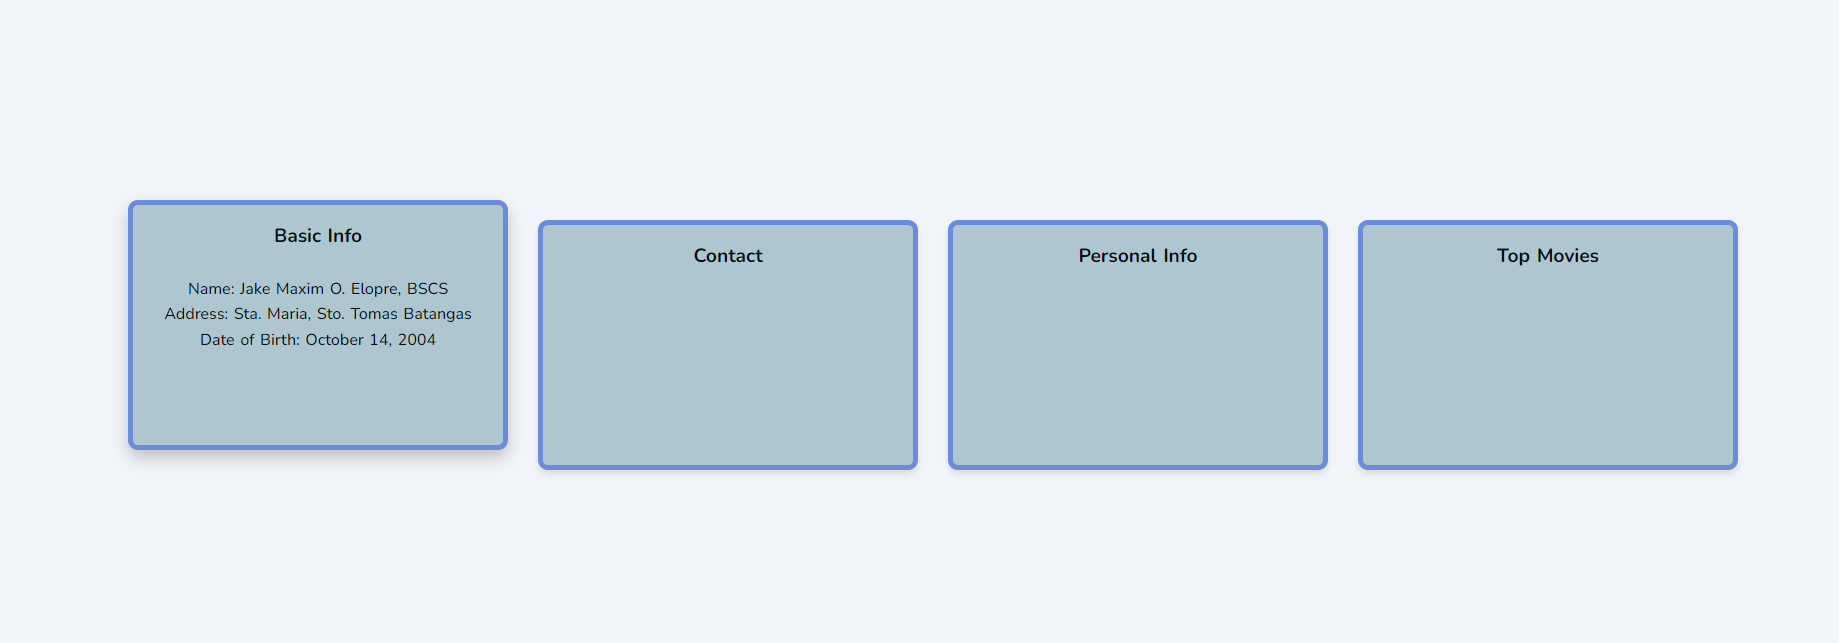 Basic Info
Name: Jake Maxim O. Elopre, BSCS
Address: Sta. Maria, Sto. Tomas Batangas
Date of Birth: October 14, 2004
Contact
Personal Info
Top Movies